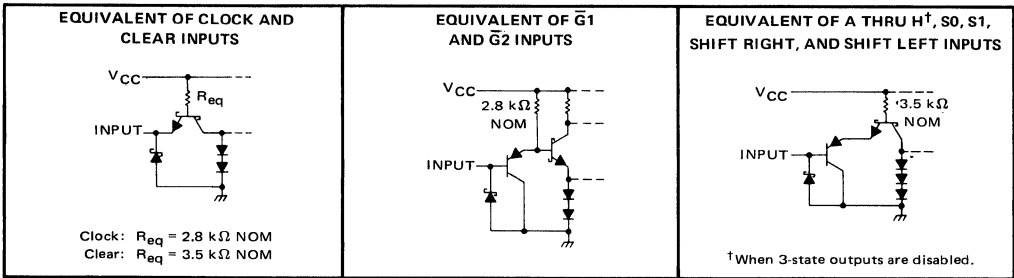 EQUIVALENT OF CLOCK AND
CLEAR INPUTS
VCC
Req
INPUT
Clock: Req = 2.8 kΩ NOM
Clear: Req = 3.5 kΩ NOM
EQUIVALENT OF G̅1
AND G̅2 INPUTS
VCC
2.8 kΩ
NOM
INPUT
EQUIVALENT OF A THRU H†, S0, S1,
SHIFT RIGHT, AND SHIFT LEFT INPUTS
VCC
3.5 kΩ
NOM
INPUT
†When 3-state outputs are disabled.